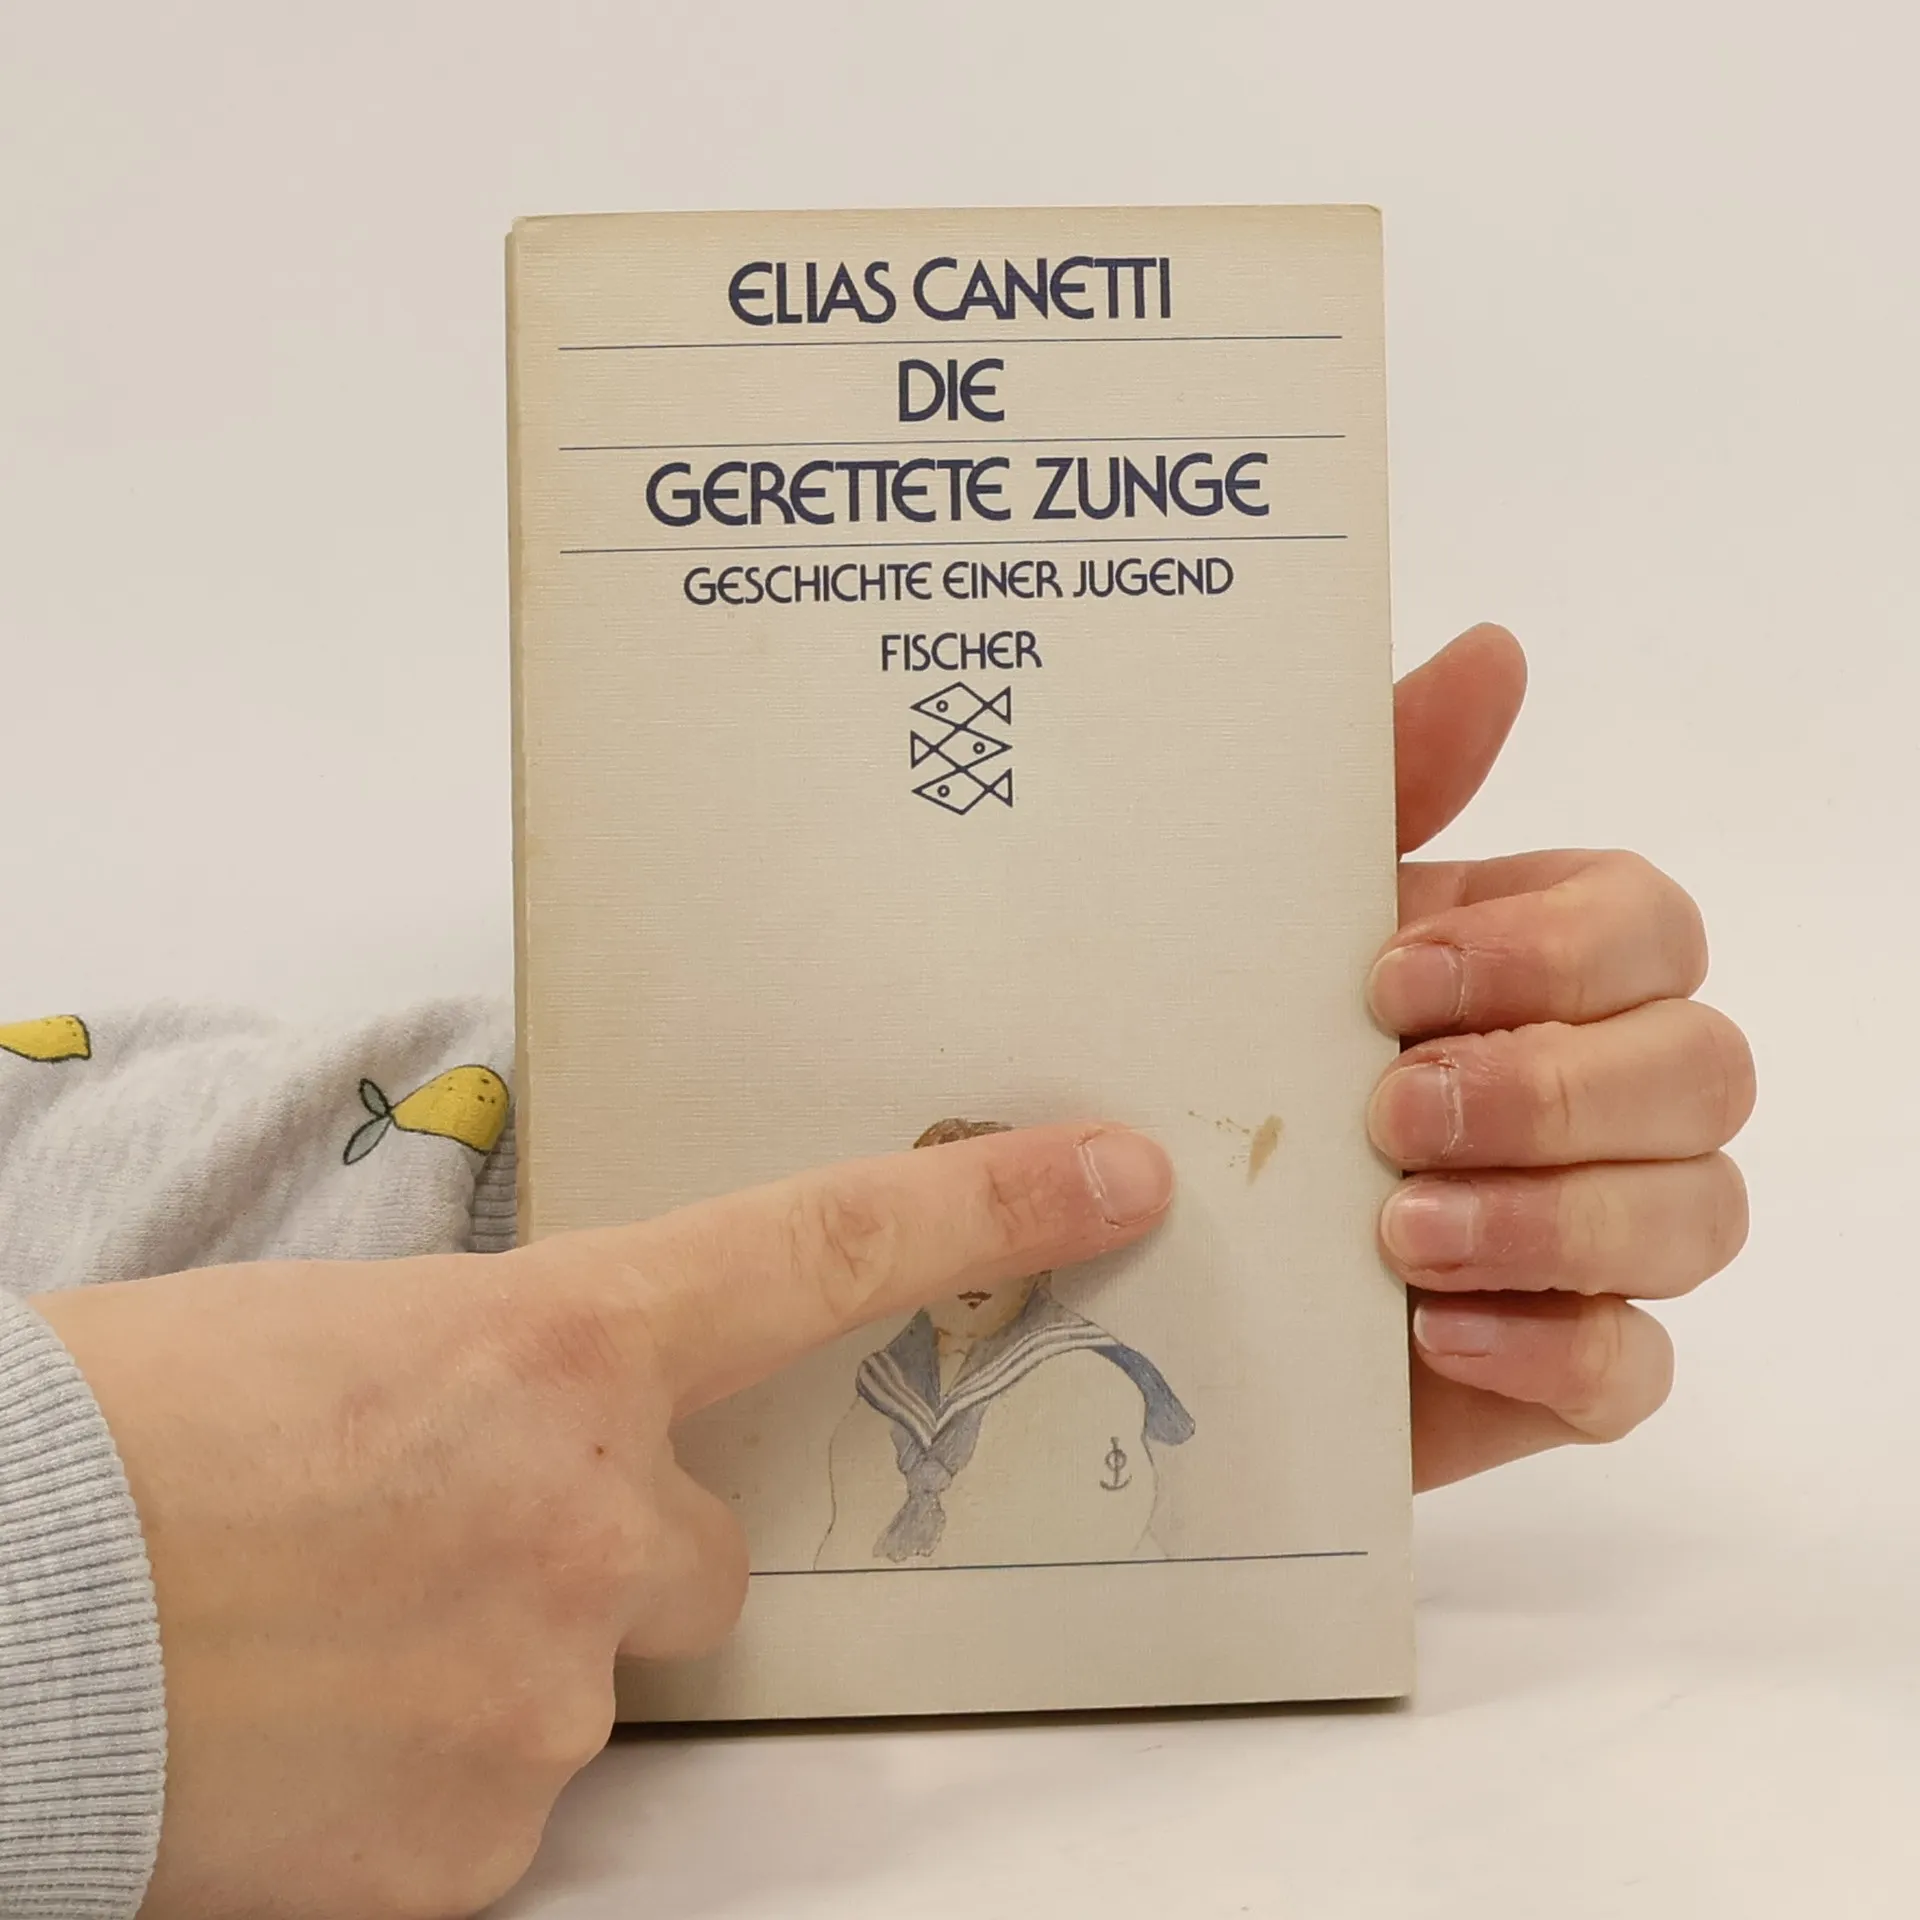 ELIAS CANETTI
DIE
GERETTETE ZUNGE
GESCHICHTE EINER JUGEND
FISCHER